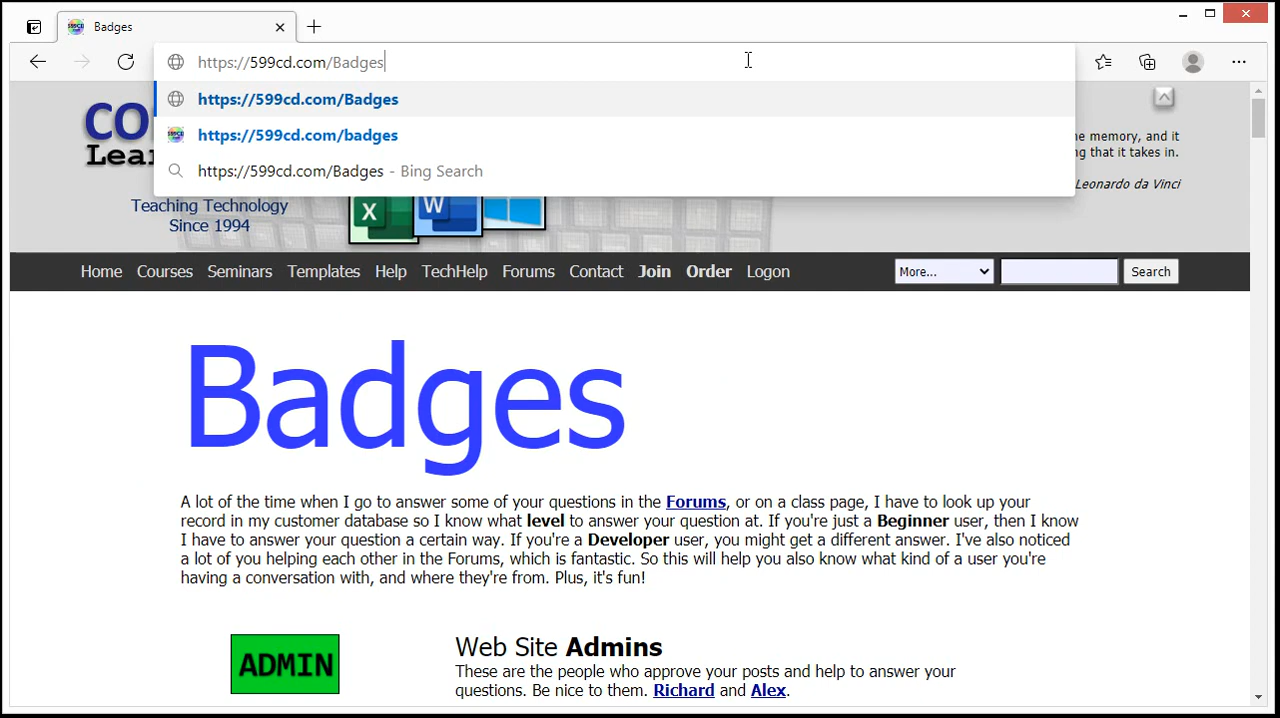 Badges
https://599cd.com/Badges
https://599cd.com/Badges
https://599cd.com/badges
https://599cd.com/Badges - Bing Search
CO
Lear
Teaching Technology
Since 1994
X
W
e memory, and it
ng that it takes in.
Leonardo da Vinci
Home Courses Seminars Templates Help TechHelp Forums Contact Join Order Logon More... Search
Badges
A lot of the time when I go to answer some of your questions in the Forums, or on a class page, I have to look up your
record in my customer database so I know what level to answer your question at. If you're just a Beginner user, then I know
I have to answer your question a certain way. If you're a Developer user, you might get a different answer. I've also noticed
a lot of you helping each other in the Forums, which is fantastic. So this will help you also know what kind of a user you're
having a conversation with, and where they're from. Plus, it's fun!
ADMIN
Web Site Admins
These are the people who approve your posts and help to answer your
questions. Be nice to them. Richard and Alex.